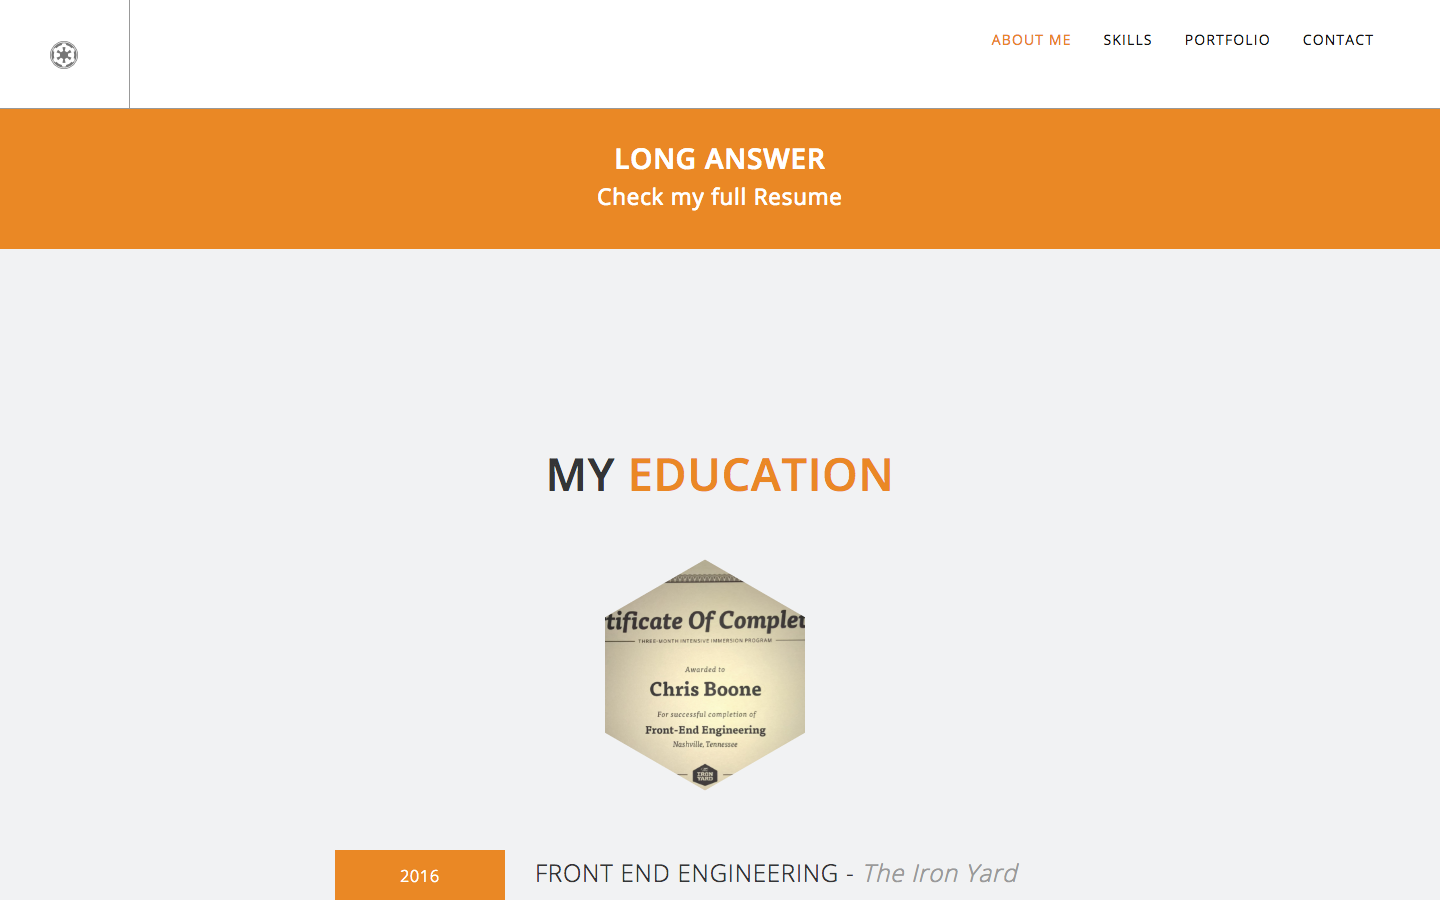 ABOUT ME SKILLS PORTFOLIO CONTACT
LONG ANSWER
Check my full Resume
MY EDUCATION
tificate Of Complet
THREE-MONTH INTENSIVE IMMERSION PROGRAM
Awarded to
Chris Boone
For successful completion of
Front-End Engineering
Nashville, Tennessee
IRON
YARD
2016 FRONT END ENGINEERING - The Iron Yard